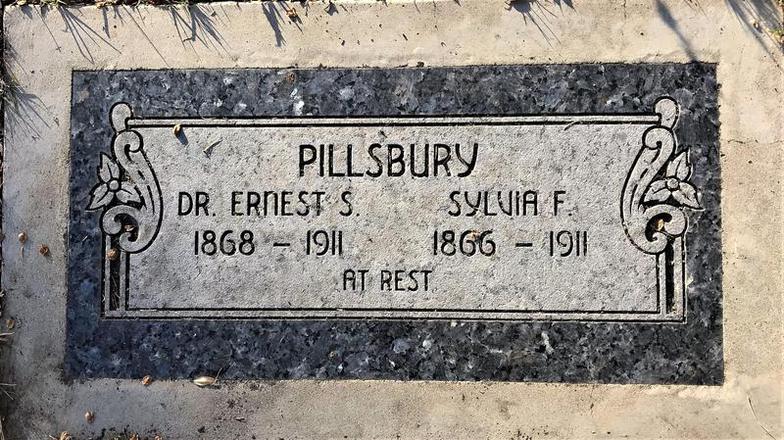 PILLSBURY
DR. ERNEST S. SYLVIA F.
1868 – 1911 1866 – 1911
AT REST